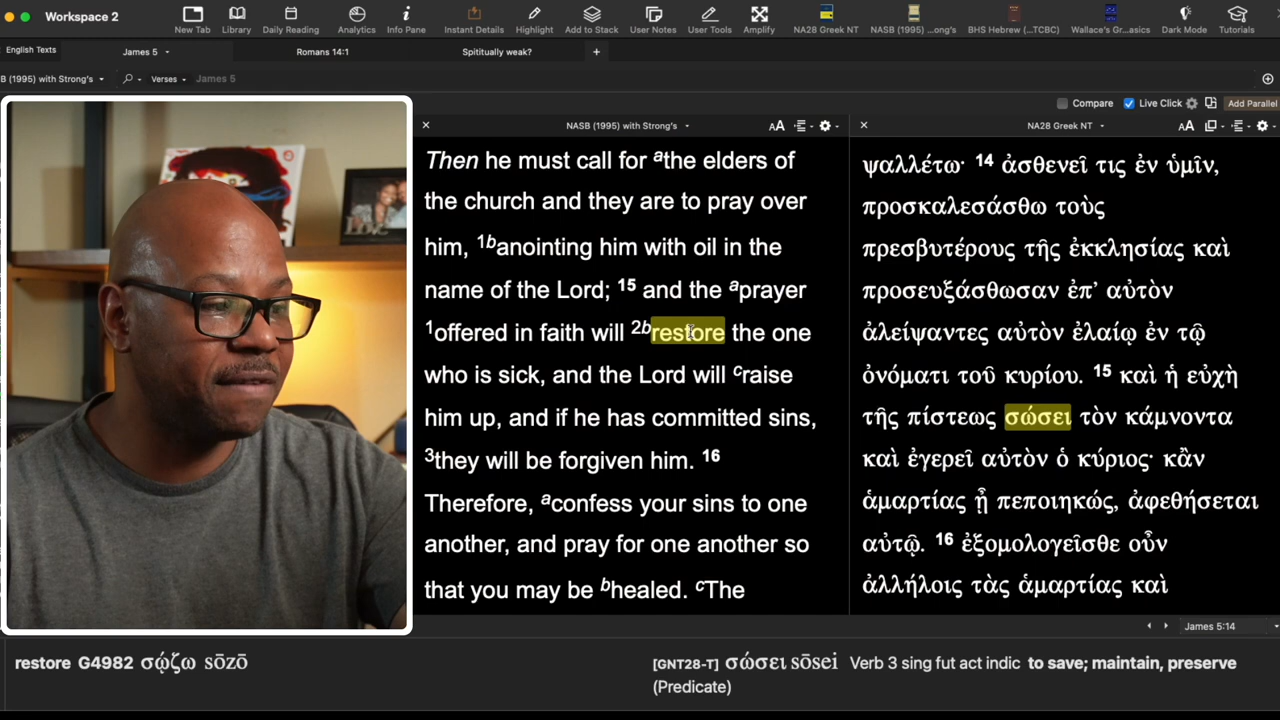 Workspace 2
New Tab Library Daily Reading Analytics Info Pane Instant Details Highlight Add to Stack User Notes User Tools Amplify NA28 Greek NT NASB (1995) ...ong's BHS Hebrew (...TCBC) Wallace's Gr...asics Dark Mode Tutorials
English Texts James 5 Romans 14:1 Spititually weak? +
B (1995) with Strong's Verses James 5
Compare Live Click Add Parallel
NASB (1995) with Strong's
Then he must call for athe elders of
the church and they are to pray over
him, 1banointing him with oil in the
name of the Lord; 15 and the aprayer
1offered in faith will 2brestore the one
who is sick, and the Lord will craise
him up, and if he has committed sins,
3they will be forgiven him. 16
Therefore, aconfess your sins to one
another, and pray for one another so
that you may be bhealed. cThe
NA28 Greek NT
ψαλλέτω· 14 ἀσθενεῖ τις ἐν ὑμῖν,
προσκαλεσάσθω τοὺς
πρεσβυτέρους τῆς ἐκκλησίας καὶ
προσευξάσθωσαν ἐπ’ αὐτὸν
ἀλείψαντες αὐτὸν ἐλαίῳ ἐν τῷ
ὀνόματι τοῦ κυρίου. 15 καὶ ἡ εὐχὴ
τῆς πίστεως σώσει τὸν κάμνοντα
καὶ ἐγερεῖ αὐτὸν ὁ κύριος· κἂν
ἁμαρτίας ᾖ πεποιηκώς, ἀφεθήσεται
αὐτῷ. 16 ἐξομολογεῖσθε οὖν
ἀλλήλοις τὰς ἁμαρτίας καὶ
James 5:14
restore G4982 σῴζω sōzō
[GNT28-T] σώσει sōsei Verb 3 sing fut act indic to save; maintain, preserve
(Predicate)